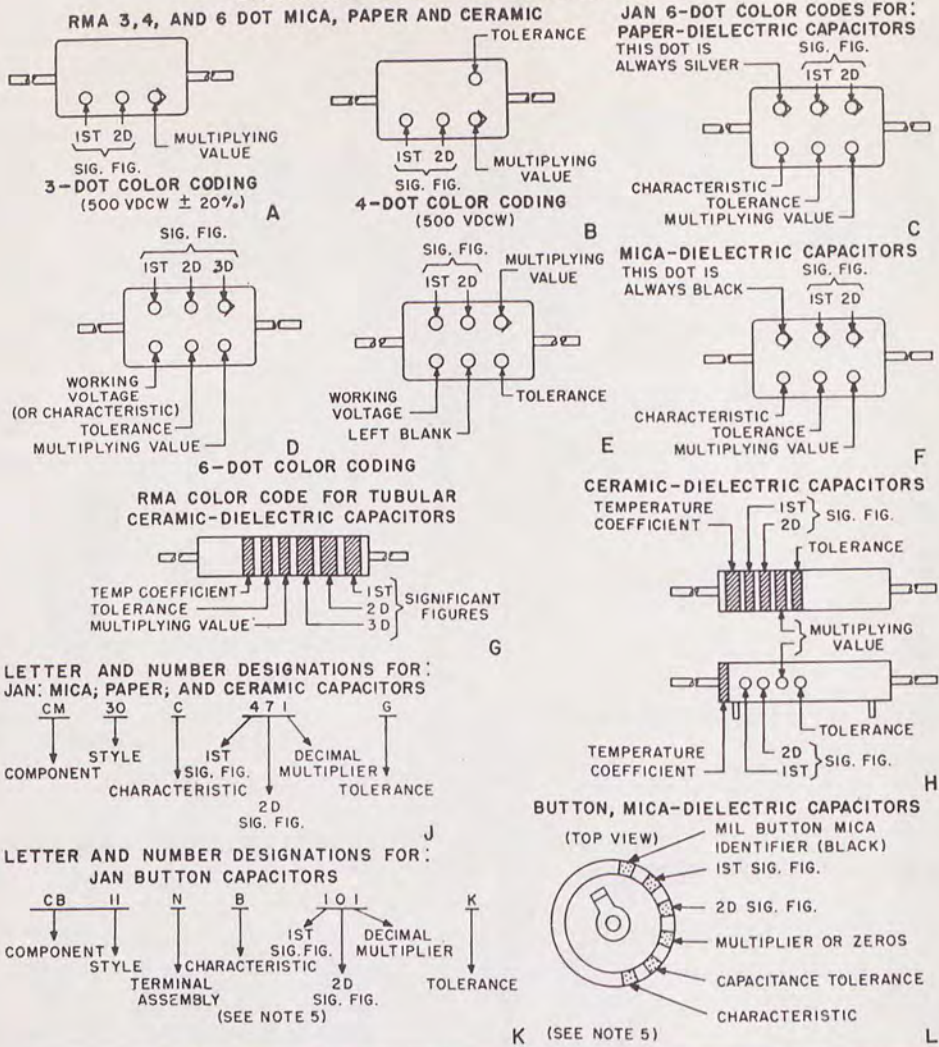 RMA 3,4, AND 6 DOT MICA, PAPER AND CERAMIC
1ST 2D
SIG. FIG.
MULTIPLYING
VALUE
3-DOT COLOR CODING
(500 VDCW ± 20%)
A
TOLERANCE
1ST 2D
SIG. FIG.
MULTIPLYING
VALUE
4-DOT COLOR CODING
(500 VDCW)
B
JAN 6-DOT COLOR CODES FOR:
PAPER-DIELECTRIC CAPACITORS
THIS DOT IS
ALWAYS SILVER
SIG. FIG.
1ST 2D
CHARACTERISTIC
TOLERANCE
MULTIPLYING VALUE
C
SIG. FIG.
1ST 2D 3D
WORKING
VOLTAGE
(OR CHARACTERISTIC)
TOLERANCE
MULTIPLYING VALUE
D
SIG. FIG.
1ST 2D
MULTIPLYING
VALUE
WORKING
VOLTAGE
LEFT BLANK
TOLERANCE
E
6-DOT COLOR CODING
MICA-DIELECTRIC CAPACITORS
THIS DOT IS
ALWAYS BLACK
SIG. FIG.
1ST 2D
CHARACTERISTIC
TOLERANCE
MULTIPLYING VALUE
F
RMA COLOR CODE FOR TUBULAR
CERAMIC-DIELECTRIC CAPACITORS
TEMP COEFFICIENT
TOLERANCE
MULTIPLYING VALUE
1ST
2D
3D
SIGNIFICANT
FIGURES
G
CERAMIC-DIELECTRIC CAPACITORS
TEMPERATURE
COEFFICIENT
1ST
2D
SIG. FIG.
TOLERANCE
MULTIPLYING
VALUE
TOLERANCE
TEMPERATURE
COEFFICIENT
2D
1ST
SIG. FIG.
H
LETTER AND NUMBER DESIGNATIONS FOR:
JAN: MICA; PAPER; AND CERAMIC CAPACITORS
CM 30 C 471 G
COMPONENT
STYLE
CHARACTERISTIC
1ST
SIG. FIG.
2D
SIG. FIG.
DECIMAL
MULTIPLIER
TOLERANCE
J
LETTER AND NUMBER DESIGNATIONS FOR:
JAN BUTTON CAPACITORS
CB 11 N B 101 K
COMPONENT
STYLE
TERMINAL
ASSEMBLY
CHARACTERISTIC
1ST
SIG. FIG.
2D
SIG. FIG.
DECIMAL
MULTIPLIER
TOLERANCE
(SEE NOTE 5)
K
BUTTON, MICA-DIELECTRIC CAPACITORS
(TOP VIEW)
MIL BUTTON MICA
IDENTIFIER (BLACK)
1ST SIG. FIG.
2D SIG. FIG.
MULTIPLIER OR ZEROS
CAPACITANCE TOLERANCE
CHARACTERISTIC
(SEE NOTE 5)
L